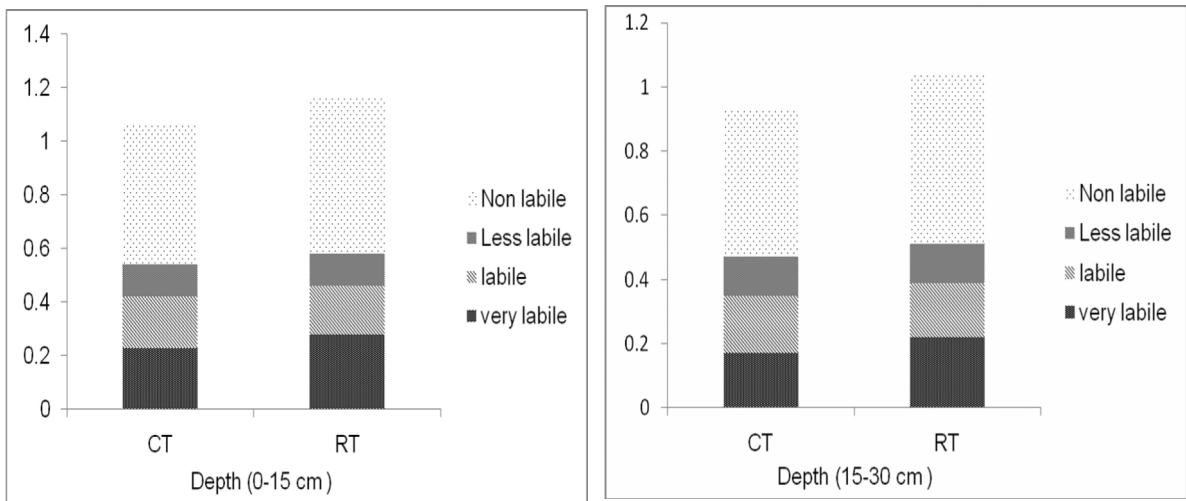 1.4
1.2
1
0.8
0.6
0.4
0.2
0
CT RT
Depth (0-15 cm)
Non labile
Less labile
labile
very labile
1.2
1
0.8
0.6
0.4
0.2
0
CT RT
Depth (15-30 cm)
Non labile
Less labile
labile
very labile